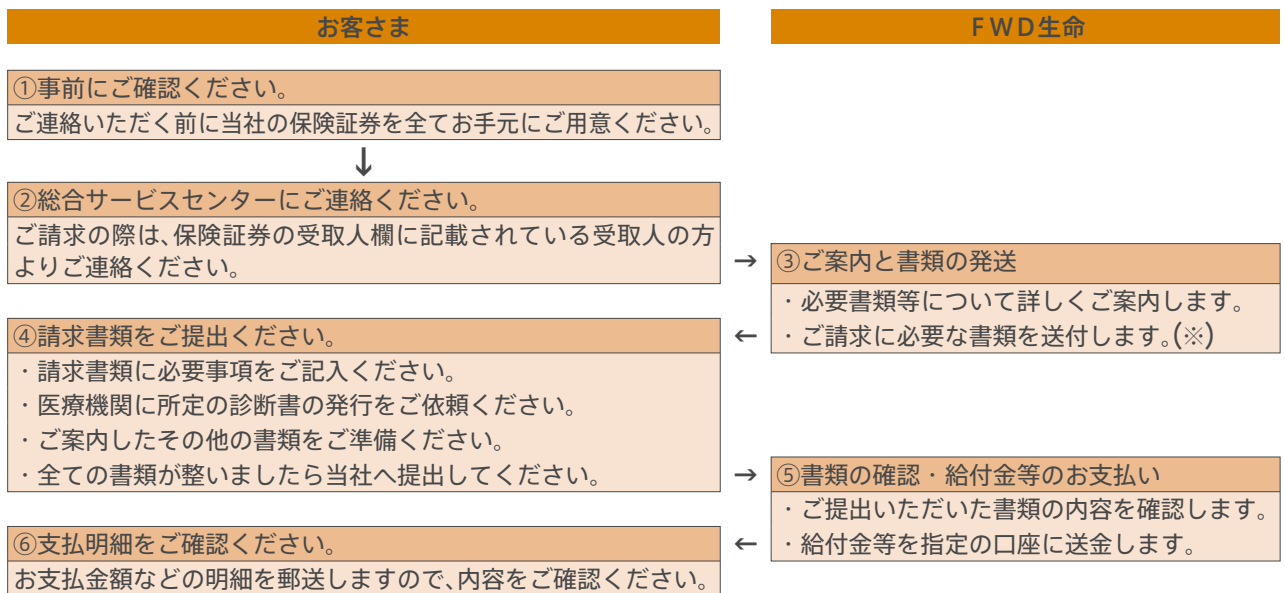 お客さま
ＦＷＤ生命
①事前にご確認ください。
ご連絡いただく前に当社の保険証券を全てお手元にご用意ください。
↓
②総合サービスセンターにご連絡ください。
ご請求の際は、保険証券の受取人欄に記載されている受取人の方
よりご連絡ください。
→
③ご案内と書類の発送
・必要書類等について詳しくご案内します。
・ご請求に必要な書類を送付します。(※)
←
④請求書類をご提出ください。
・請求書類に必要事項をご記入ください。
・医療機関に所定の診断書の発行をご依頼ください。
・ご案内したその他の書類をご準備ください。
・全ての書類が整いましたら当社へ提出してください。
→
⑤書類の確認・給付金等のお支払い
・ご提出いただいた書類の内容を確認します。
・給付金等を指定の口座に送金します。
←
⑥支払明細をご確認ください。
お支払金額などの明細を郵送しますので、内容をご確認ください。